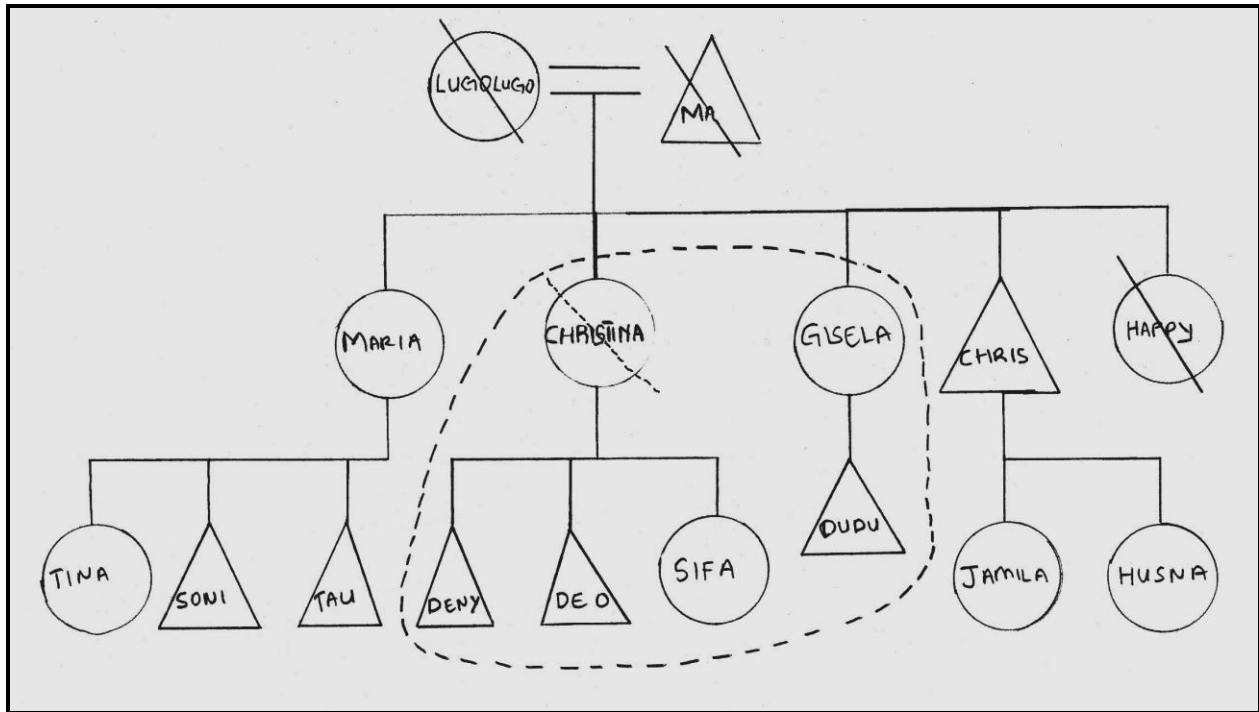 LUGOLUGO
MA
MARIA
CHRISTINA
GISELA
CHRIS
HAPPY
TINA
SONI
TAU
DENY
DEO
SIFA
DUDU
JAMILA
HUSNA